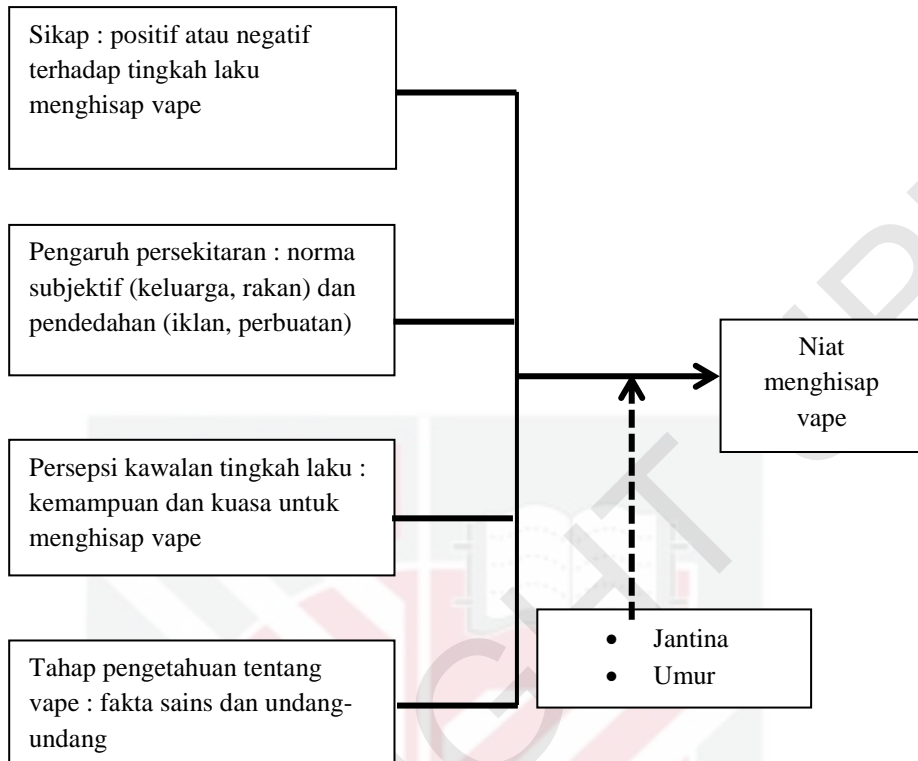 Sikap : positif atau negatif
terhadap tingkah laku
menghisap vape
Pengaruh persekitaran : norma
subjektif (keluarga, rakan) dan
pendedahan (iklan, perbuatan)
Niat
menghisap
vape
Persepsi kawalan tingkah laku :
kemampuan dan kuasa untuk
menghisap vape
• Jantina
• Umur
Tahap pengetahuan tentang
vape : fakta sains dan undang-
undang